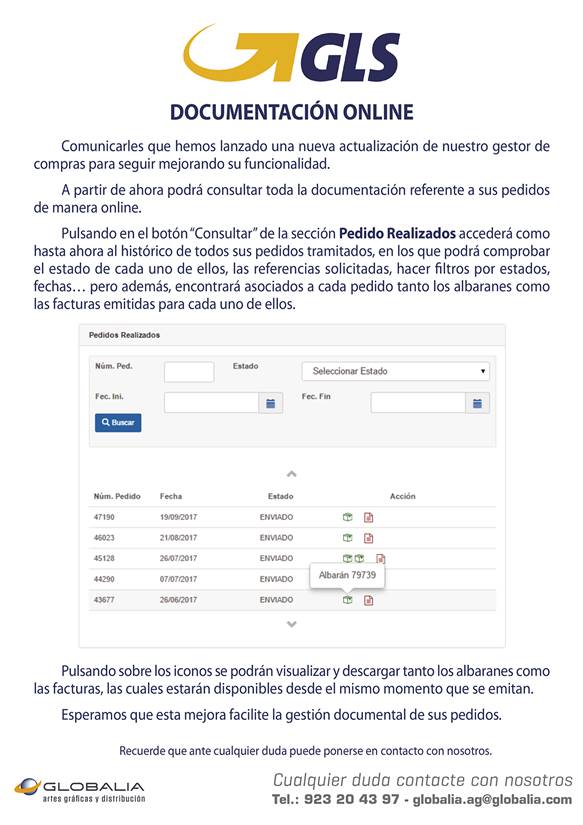 GLS
DOCUMENTACIÓN ONLINE
Comunicarles que hemos lanzado una nueva actualización de nuestro gestor de
compras para seguir mejorando su funcionalidad.
A partir de ahora podrá consultar toda la documentación referente a sus pedidos
de manera online.
Pulsando en el botón “Consultar” de la sección Pedido Realizados accederá como
hasta ahora al histórico de todos sus pedidos tramitados, en los que podrá comprobar
el estado de cada uno de ellos, las referencias solicitadas, hacer filtros por estados,
fechas… pero además, encontrará asociados a cada pedido tanto los albaranes como
las facturas emitidas para cada uno de ellos.
Pedidos Realizados
Núm. Ped. Estado Seleccionar Estado
Fec. Ini. Fec. Fin
Buscar
Núm. Pedido Fecha Estado Acción
47190 19/09/2017 ENVIADO
46023 21/08/2017 ENVIADO
45128 26/07/2017 ENVIADO
44290 07/07/2017 ENVIADO
Albarán 79739
43677 26/06/2017 ENVIADO
Pulsando sobre los iconos se podrán visualizar y descargar tanto los albaranes como
las facturas, las cuales estarán disponibles desde el mismo momento que se emitan.
Esperamos que esta mejora facilite la gestión documental de sus pedidos.
Recuerde que ante cualquier duda puede ponerse en contacto con nosotros.
GLOBALIA
artes gráficas y distribución
Cualquier duda contacte con nosotros
Tel.: 923 20 43 97 - globalia.ag@globalia.com